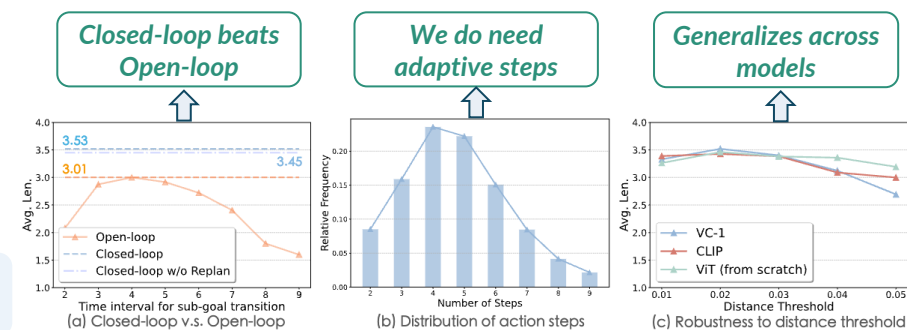 Closed-loop beats
Open-loop
We do need
adaptive steps
Generalizes across
models
4.0
3.5
3.0
2.5
2.0
1.5
1.0
Avg. Len.
3.53
3.45
3.01
Open-loop
Closed-loop
Closed-loop w/o Replan
2 3 4 5 6 7 8 9
Time interval for sub-goal transition
(a) Closed-loop v.s. Open-loop
0.20
0.15
0.10
0.05
0.00
Relative Frequency
2 3 4 5 6 7 8 9
Number of Steps
(b) Distribution of action steps
4.0
3.5
3.0
2.5
2.0
1.5
1.0
Avg. Len.
VC-1
CLIP
ViT (from scratch)
0.01 0.02 0.03 0.04 0.05
Distance Threshold
(c) Robustness to distance threshold